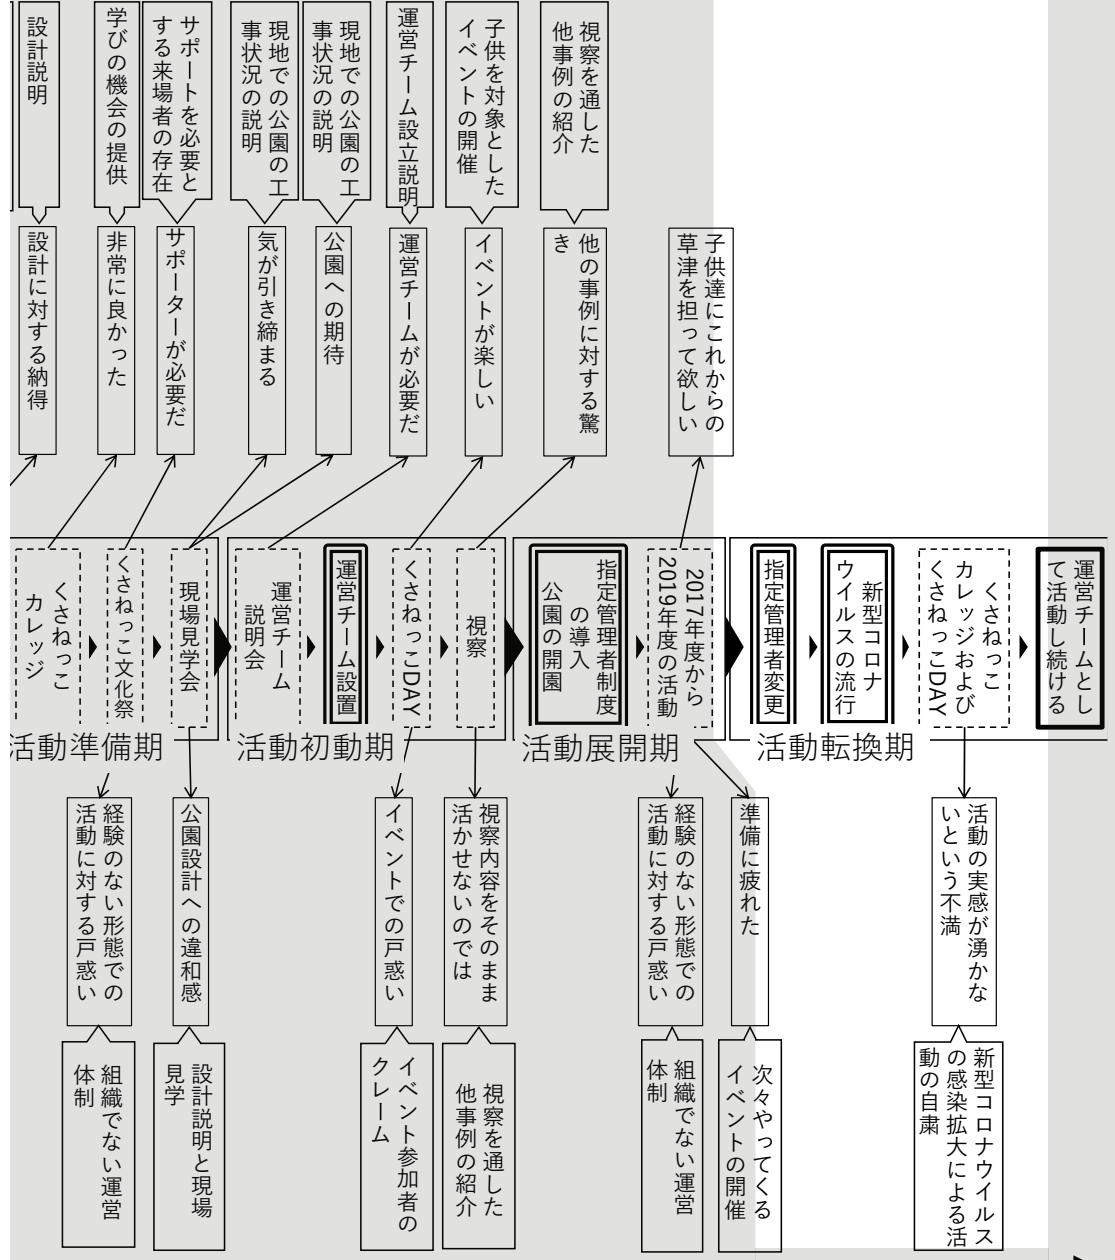 設計説明
学びの機会の提供
サポートを必要と
する来場者の存在
現地での公園の工
事状況の説明
現地での公園の工
事状況の説明
運営チーム設立説明
子供を対象とした
イベントの開催
視察を通した
他事例の紹介
設計に対する納得
非常に良かった
サポーターが必要だ
気が引き締まる
公園への期待
運営チームが必要だ
イベントが楽しい
他の事例に対する驚
き
子供達にこれからの
草津を担って欲しい
くさねっこ
カレッジ
くさねっこ文化祭
現場見学会
運営チーム
説明会
運営チーム設置
くさねっこDAY
視察
指定管理者制度
の導入
公園の開園
2017年度から
2019年度の活動
指定管理者変更
新型コロナ
ウイルスの流行
くさねっこ
カレッジおよび
くさねっこDAY
運営チームとし
て活動し続ける
活動準備期
活動初動期
活動展開期
活動転換期
経験のない形態での
活動に対する戸惑い
公園設計への違和感
イベントでの戸惑い
視察内容をそのまま
活かせないのでは
経験のない形態での
活動に対する戸惑い
準備に疲れた
活動の実感が湧かな
いという不満
組織でない運営
体制
設計説明と現場
見学
イベント参加者の
クレーム
視察を通した
他事例の紹介
組織でない運営
体制
次々やってくる
イベントの開催
新型コロナウイルス
の感染拡大による活
動の自粛